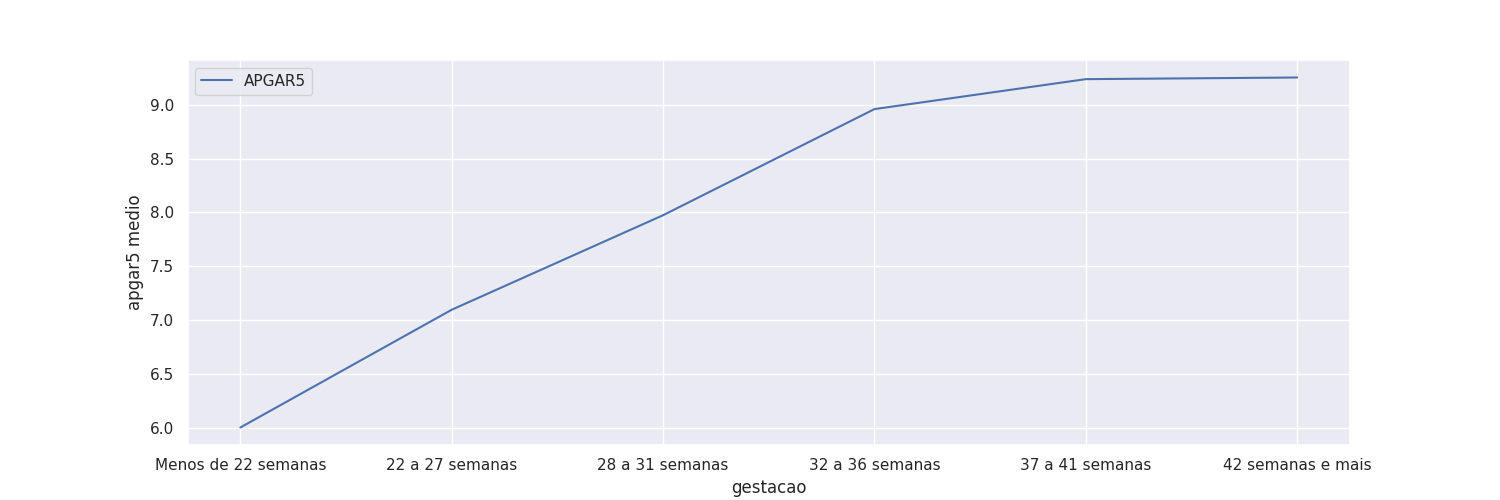 APGAR5
9.0
8.5
8.0
7.5
7.0
6.5
6.0
apgar5 medio
Menos de 22 semanas 22 a 27 semanas 28 a 31 semanas 32 a 36 semanas 37 a 41 semanas 42 semanas e mais
gestacao